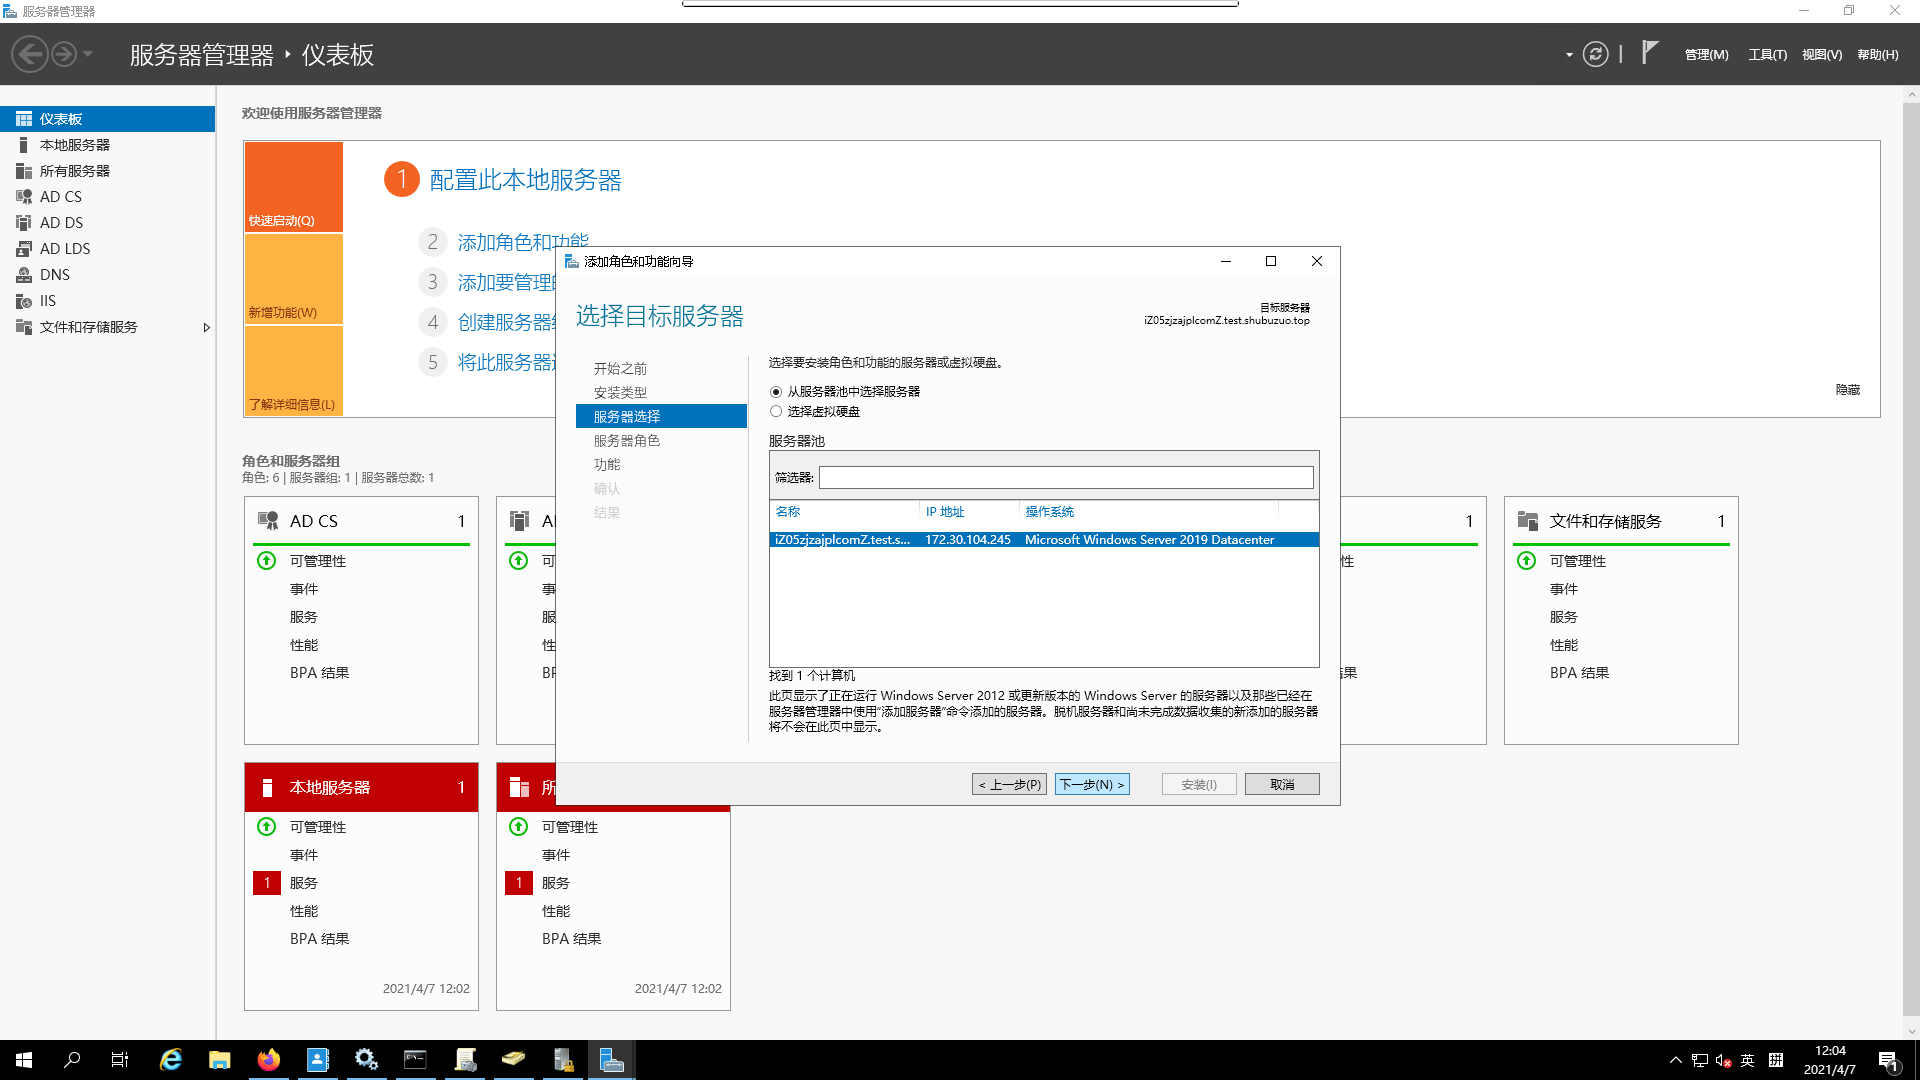 服务器管理器
服务器管理器 ‣ 仪表板
管理(M) 工具(T) 视图(V) 帮助(H)
仪表板
本地服务器
所有服务器
AD CS
AD DS
AD LDS
DNS
IIS
文件和存储服务
欢迎使用服务器管理器
快速启动(Q)
新增功能(W)
了解详细信息(L)
1 配置此本地服务器
2 添加角色和功能
3 添加要管理的
4 创建服务器组
5 将此服务器连
隐藏
角色和服务器组
角色: 6 | 服务器组: 1 | 服务器总数: 1
AD CS 1
可管理性
事件
服务
性能
BPA 结果
1
文件和存储服务 1
可管理性
事件
服务
性能
BPA 结果
本地服务器 1
可管理性
事件
1 服务
性能
BPA 结果
2021/4/7 12:02
所
可管理性
事件
1 服务
性能
BPA 结果
2021/4/7 12:02
添加角色和功能向导
选择目标服务器
目标服务器
iZ05zjzajplcomZ.test.shubuzuo.top
开始之前
安装类型
服务器选择
服务器角色
功能
确认
结果
选择要安装角色和功能的服务器或虚拟硬盘。
从服务器池中选择服务器
选择虚拟硬盘
服务器池
筛选器:
名称 IP 地址 操作系统
iZ05zjzajplcomZ.test.s... 172.30.104.245 Microsoft Windows Server 2019 Datacenter
找到 1 个计算机
此页显示了正在运行 Windows Server 2012 或更新版本的 Windows Server 的服务器以及那些已经在
服务器管理器中使用"添加服务器"命令添加的服务器。脱机服务器和尚未完成数据收集的新添加的服务器
将不会在此页中显示。
< 上一步(P) 下一步(N) > 安装(I) 取消
英 拼
12:04
2021/4/7
1